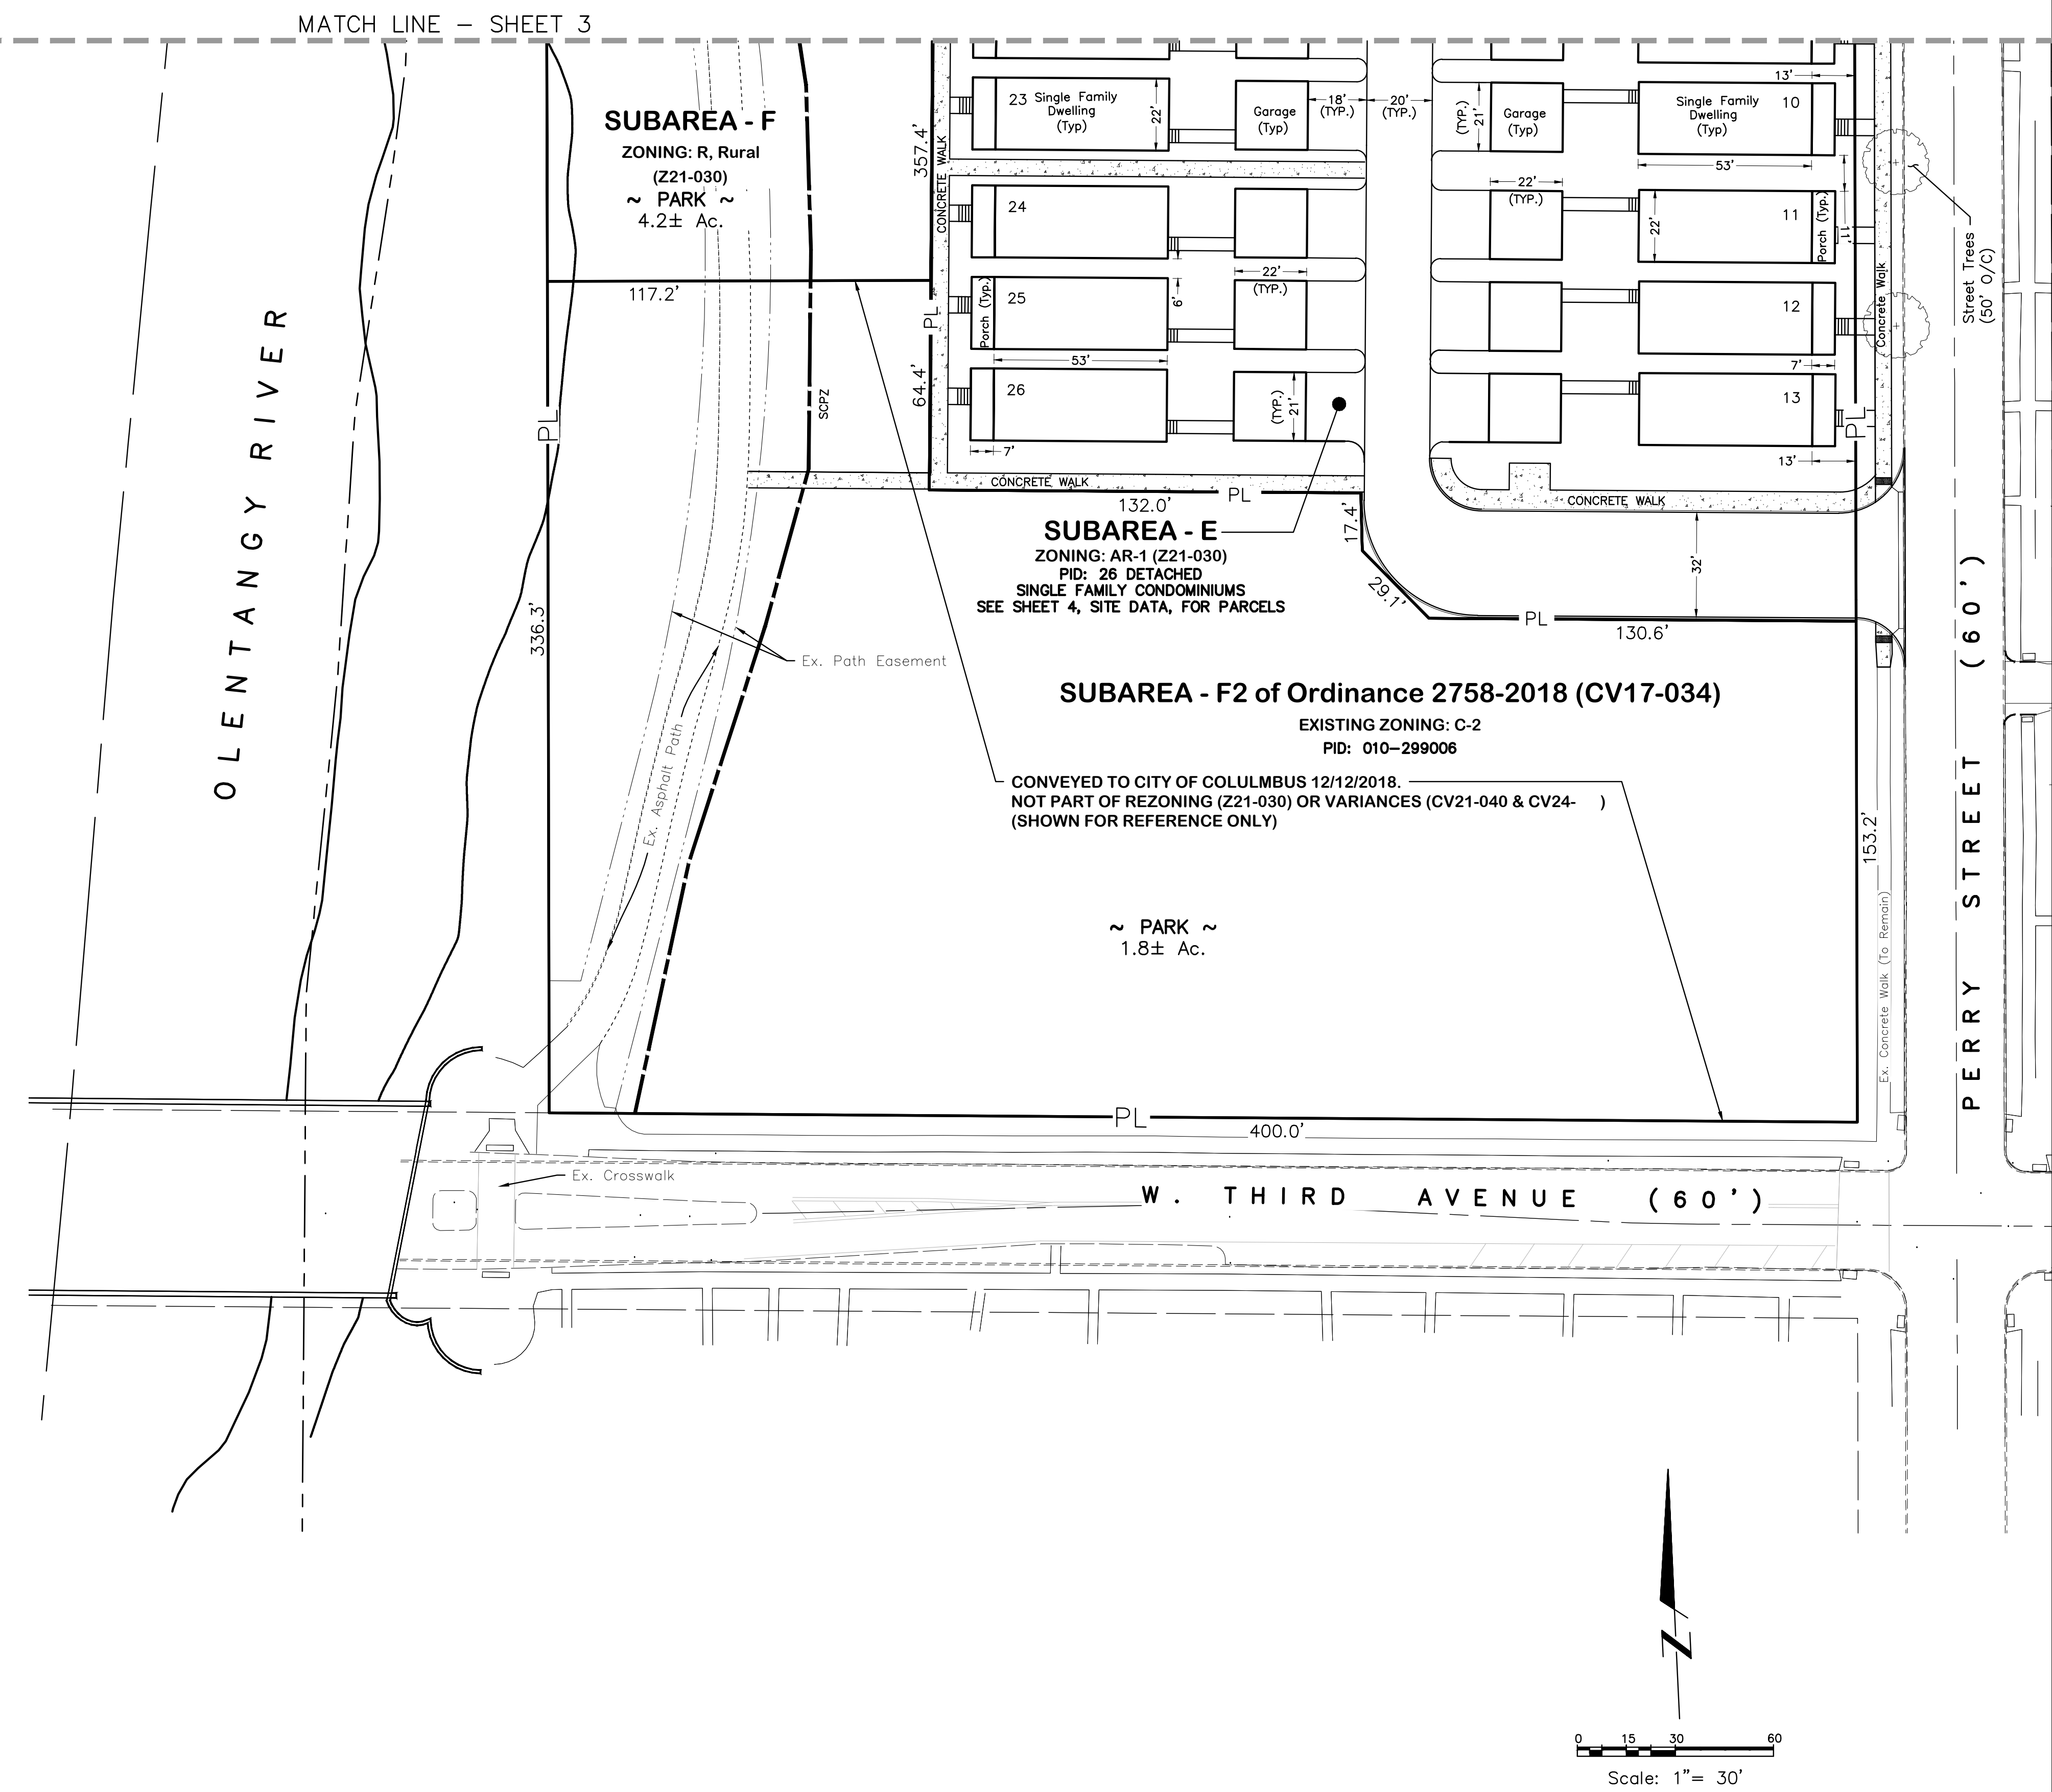 MATCH LINE – SHEET 3
SUBAREA - F
ZONING: R, Rural
(Z21-030)
~ PARK ~
4.2± Ac.
117.2'
357.4'
CONCRETE WALK
PL
64.4'
23
Single Family
Dwelling
(Typ)
22'
Garage
(Typ)
18'
(TYP.)
20'
(TYP.)
(TYP.)
21'
Garage
(Typ)
13'
Single Family
Dwelling
(Typ)
10
53'
24
22'
(TYP.)
22'
11
Porch (Typ.)
11'
25
Porch (Typ.)
6'
22'
(TYP.)
53'
12
7'
Concrete Walk
Street Trees
(50' O/C)
26
7'
(TYP.)
21'
13
13'
PL
OLENTANGY RIVER
PL
336.3'
SCPZ
CONCRETE WALK
132.0'
PL
17.4'
29.1'
CONCRETE WALK
32'
PL
130.6'
SUBAREA - E
ZONING: AR-1 (Z21-030)
PID: 26 DETACHED
SINGLE FAMILY CONDOMINIUMS
SEE SHEET 4, SITE DATA, FOR PARCELS
Ex. Path Easement
Ex. Asphalt Path
SUBAREA - F2 of Ordinance 2758-2018 (CV17-034)
EXISTING ZONING: C-2
PID: 010-299006
CONVEYED TO CITY OF COLULMBUS 12/12/2018.
NOT PART OF REZONING (Z21-030) OR VARIANCES (CV21-040 & CV24- )
(SHOWN FOR REFERENCE ONLY)
~ PARK ~
1.8± Ac.
153.2'
Ex. Concrete Walk (To Remain)
PERRY STREET (60')
PL
400.0'
Ex. Crosswalk
W. THIRD AVENUE (60')
N
0 15 30 60
Scale: 1"= 30'